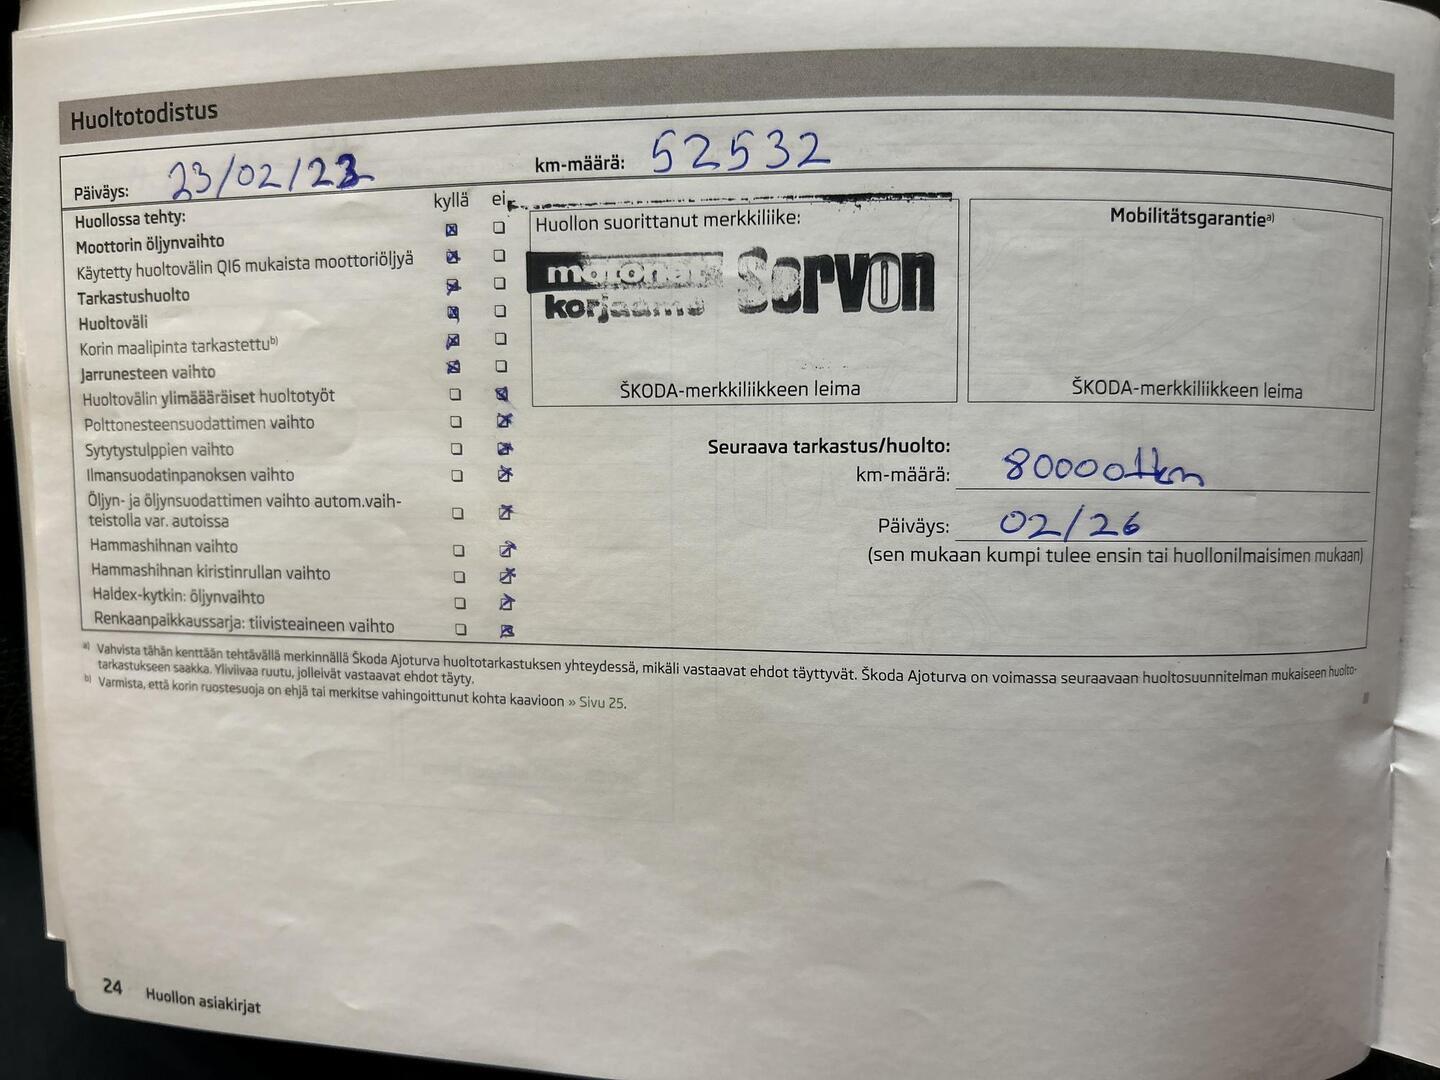 Huoltotodistus
Päiväys: 23/02/23 km-määrä: 52532
Huollossa tehty: kyllä ei
Moottorin öljynvaihto
Käytetty huoltovälin QI6 mukaista moottoriöljyä
Tarkastushuolto
Huoltoväli
Korin maalipinta tarkastettu b)
Jarrunesteen vaihto
Huoltovälin ylimäääräiset huoltotyöt
Polttonesteensuodattimen vaihto
Sytytystulppien vaihto
Ilmansuodatinpanoksen vaihto
Öljyn- ja öljynsuodattimen vaihto autom.vaih-
teistolla var. autoissa
Hammashihnan vaihto
Hammashihnan kiristinrullan vaihto
Haldex-kytkin: öljynvaihto
Renkaanpaikkaussarja: tiivisteaineen vaihto
Huollon suorittanut merkkiliike:
motonet Sorvon
korjaamo
ŠKODA-merkkiliikkeen leima
Mobilitätsgarantie a)
ŠKODA-merkkiliikkeen leima
Seuraava tarkastus/huolto:
km-määrä: 80000 tkm
Päiväys: 02/26
(sen mukaan kumpi tulee ensin tai huollonilmaisimen mukaan)
a) Vahvista tähän kenttään tehtävällä merkinnällä Škoda Ajoturva huoltotarkastuksen yhteydessä, mikäli vastaavat ehdot täyttyvät. Škoda Ajoturva on voimassa seuraavaan huoltosuunnitelman mukaiseen huolto-
tarkastukseen saakka. Yliviivaa ruutu, jolleivät vastaavat ehdot täyty.
b) Varmista, että korin ruostesuoja on ehjä tai merkitse vahingoittunut kohta kaavioon » Sivu 25.
24 Huollon asiakirjat